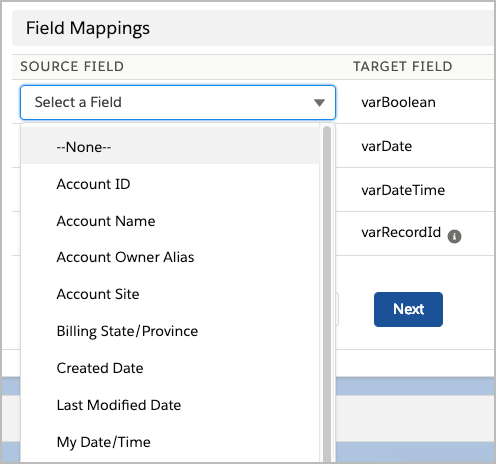 Field Mappings
SOURCE FIELD TARGET FIELD
Select a Field varBoolean
--None-- varDate
Account ID varDateTime
Account Name varRecordId
Account Owner Alias
Account Site Next
Billing State/Province
Created Date
Last Modified Date
My Date/Time